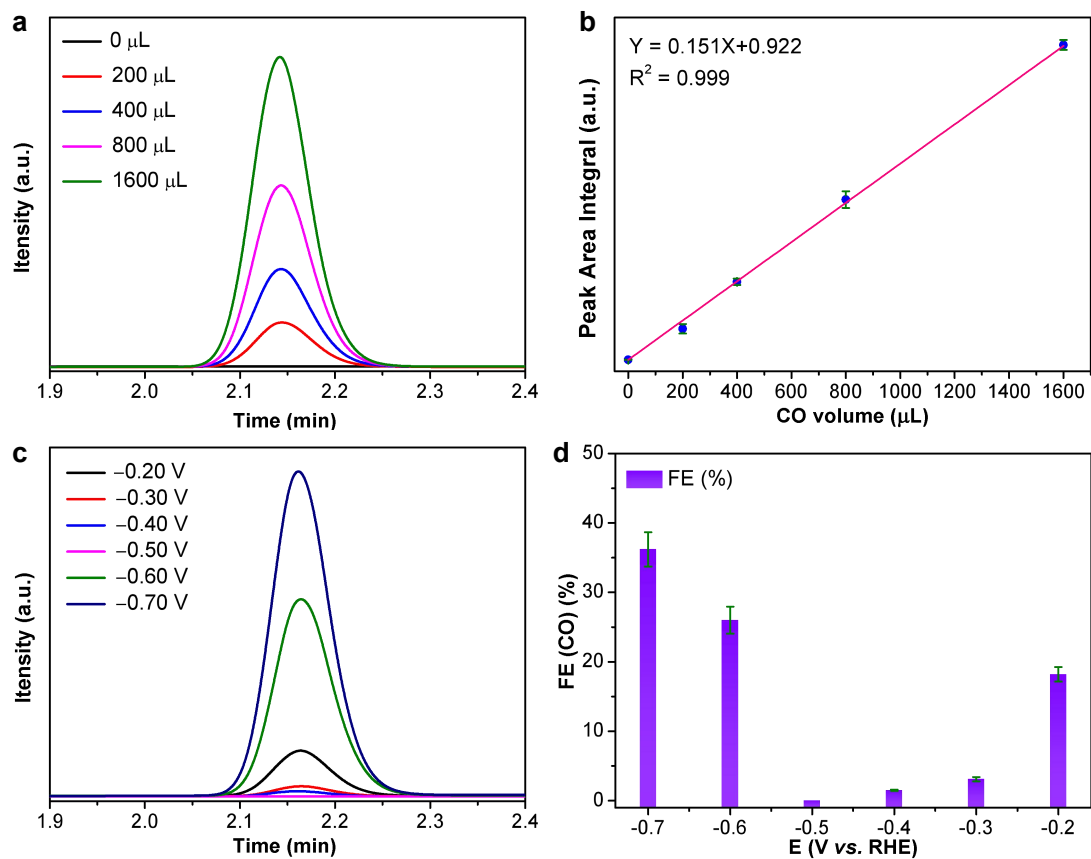 a
0 μL
200 μL
400 μL
800 μL
1600 μL
Itensity (a.u.)
1.9 2.0 2.1 2.2 2.3 2.4
Time (min)
b
Y = 0.151X+0.922
R² = 0.999
Peak Area Integral (a.u.)
0 200 400 600 800 1000 1200 1400 1600
CO volume (μL)
c
−0.20 V
−0.30 V
−0.40 V
−0.50 V
−0.60 V
−0.70 V
Itensity (a.u.)
1.9 2.0 2.1 2.2 2.3 2.4
Time (min)
d
FE (%)
FE (CO) (%)
50
40
30
20
10
0
-0.7 -0.6 -0.5 -0.4 -0.3 -0.2
E (V vs. RHE)